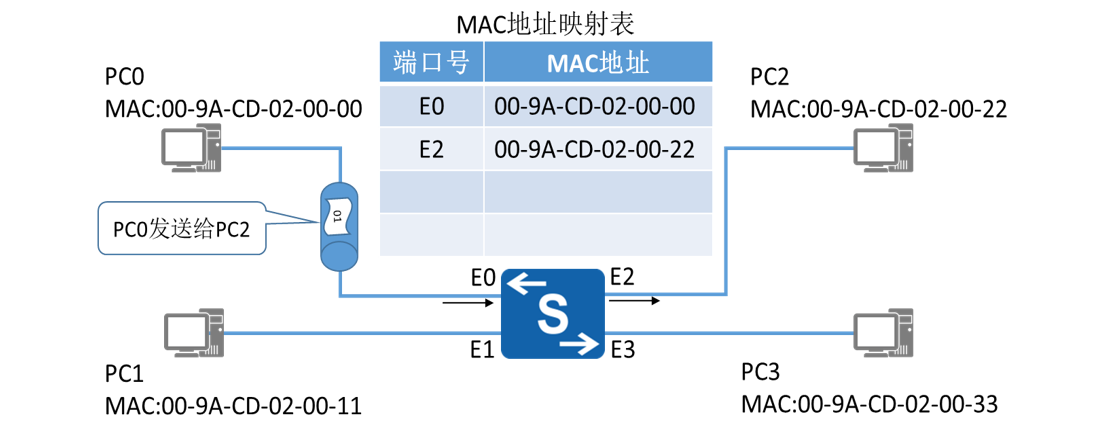 MAC地址映射表
端口号 MAC地址
E0 00-9A-CD-02-00-00
E2 00-9A-CD-02-00-22
PC0
MAC:00-9A-CD-02-00-00
PC2
MAC:00-9A-CD-02-00-22
01
PC0发送给PC2
E0
E2
S
E1
E3
PC1
MAC:00-9A-CD-02-00-11
PC3
MAC:00-9A-CD-02-00-33